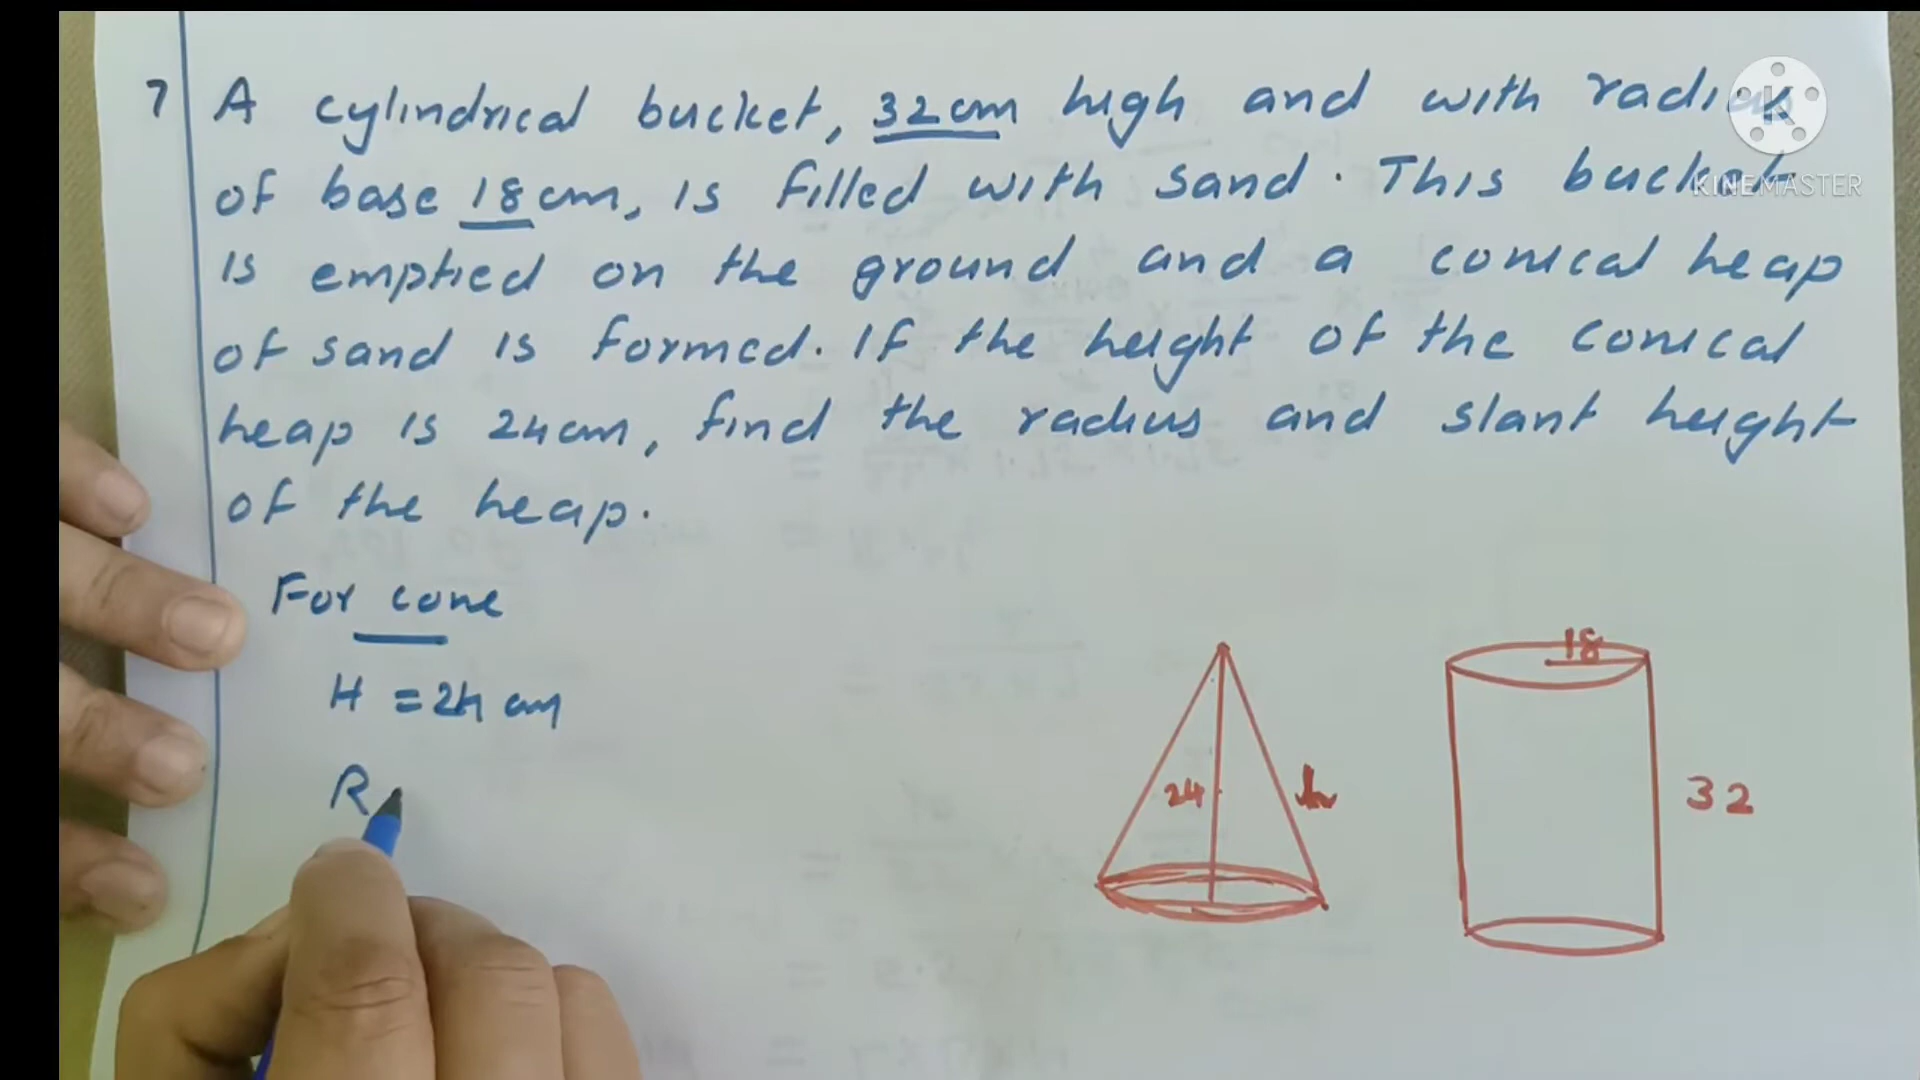 7 A cylindrical bucket, 32cm high and with radius
of base 18cm, is filled with sand. This bucket
is emptied on the ground and a conical heap
of sand is formed. If the height of the conical
heap is 24cm, find the radius and slant height
of the heap.
For cone
H = 24 cm
R
18
24
32
K
KINEMASTER